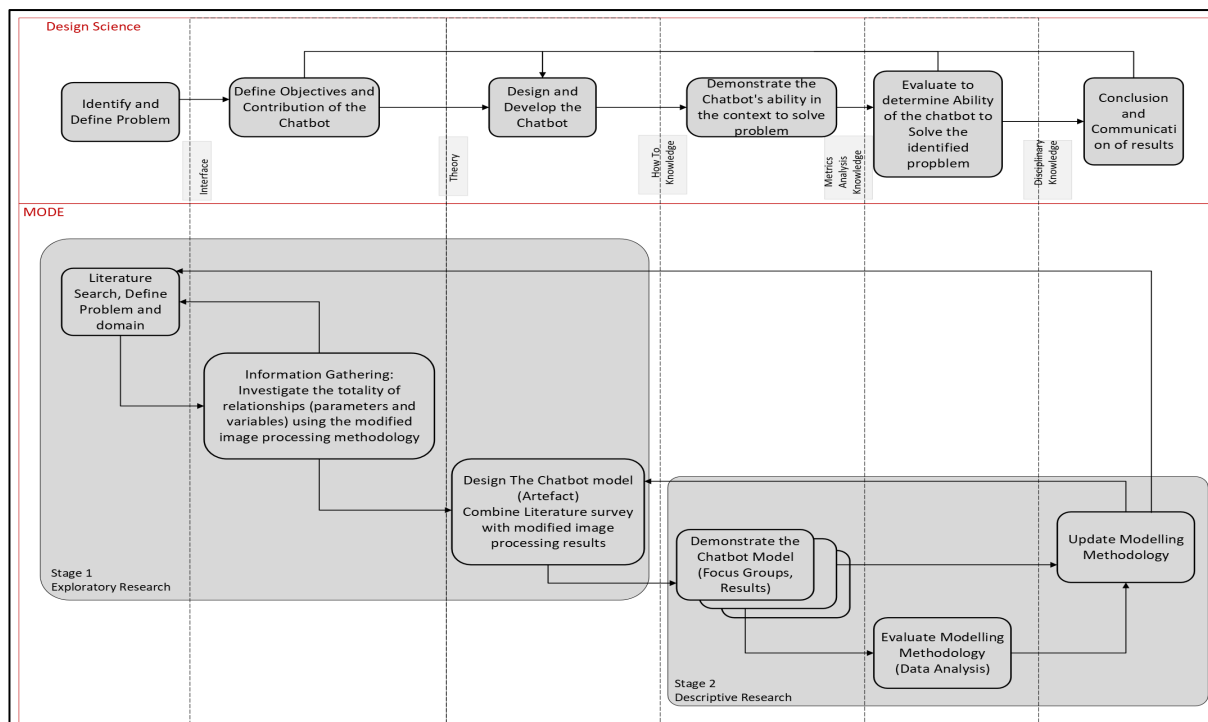 Design Science
Identify and
Define Problem
Define Objectives and
Contribution of the
Chatbot
Design and
Develop the
Chatbot
Demonstrate the
Chatbot's ability in
the context to solve
problem
Evaluate to
determine Ability
of the chatbot to
Solve the
identified propblem
Conclusion
and
Communicati
on of results
Interface
Theory
How To
Knowledge
Metrics
Analysis
Knowledge
Disciplinary
Knowledge
MODE
Literature
Search, Define
Problem and
domain
Information Gathering:
Investigate the totality of
relationships (parameters and
variables) using the modified
image processing methodology
Design The Chatbot model
(Artefact)
Combine Literature survey
with modified image
processing results
Stage 1
Exploratory Research
Demonstrate the
Chatbot Model
(Focus Groups,
Results)
Update Modelling
Methodology
Evaluate Modelling
Methodology
(Data Analysis)
Stage 2
Descriptive Research